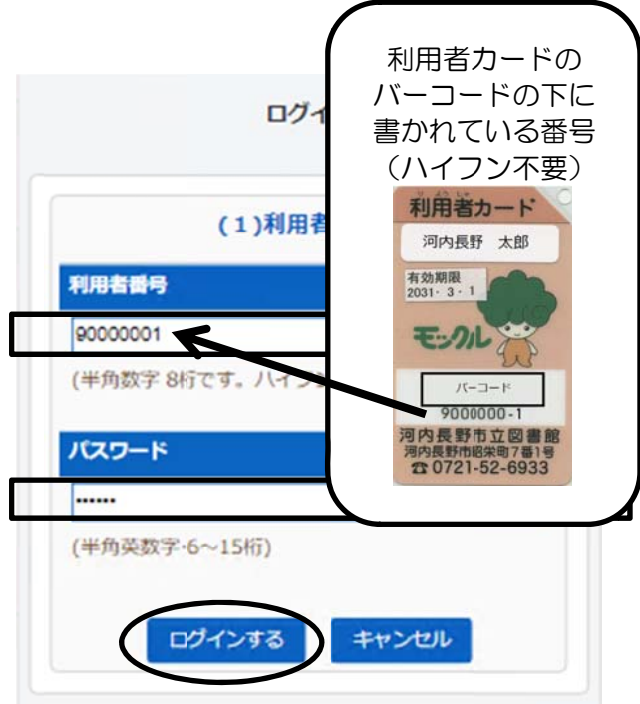 利用者カードの
バーコードの下に
書かれている番号
（ハイフン不要）
利用者カード
河内長野 太郎
有効期限
2031・3・1
モックル
バーコード
9000000-1
河内長野市立図書館
河内長野市昭栄町7番1号
☎0721-52-6933
ログイ
(1)利用者
利用者番号
90000001
(半角数字 8桁です。ハイフン
パスワード
••••••
(半角英数字・6～15桁)
ログインする
キャンセル